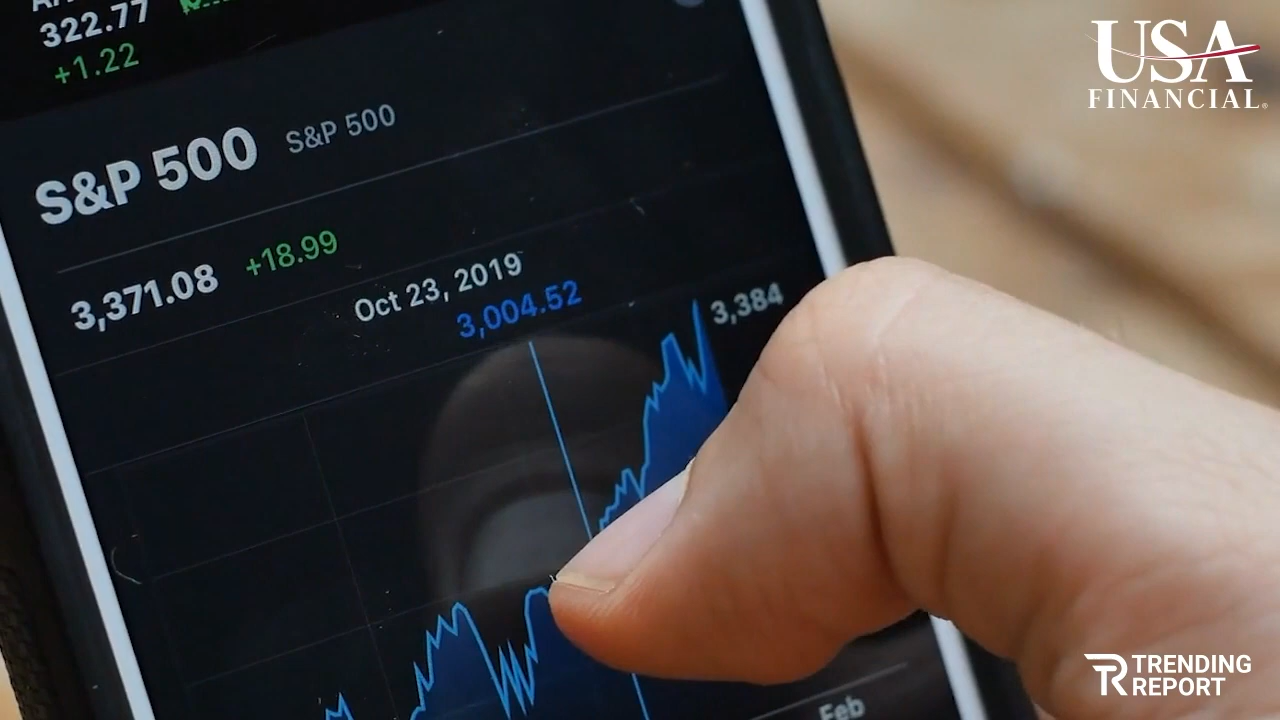 322.77
+1.22
S&P 500 S&P 500
3,371.08 +18.99
Oct 23, 2019
3,004.52
3,384
Feb
USA
FINANCIAL®
TRENDING
REPORT